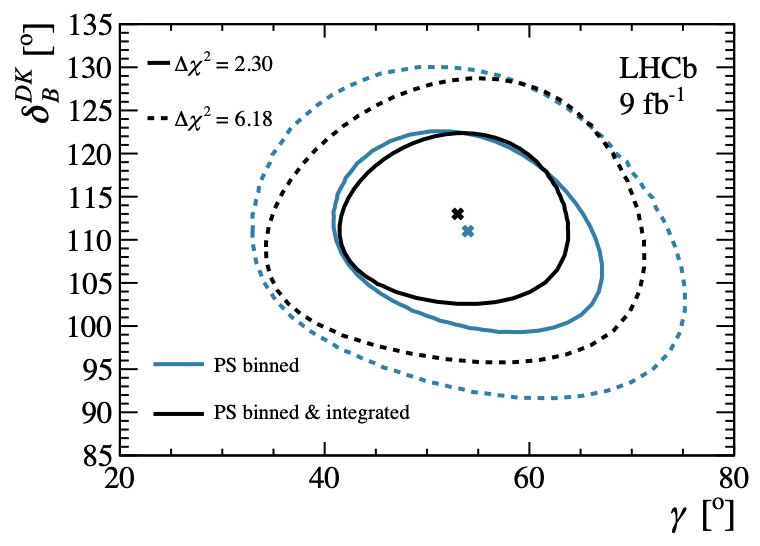 135
130
125
120
115
110
105
100
95
90
85
δ_B^{DK} [°]
Δχ² = 2.30
Δχ² = 6.18
LHCb
9 fb⁻¹
PS binned
PS binned & integrated
20 40 60 80
γ [°]